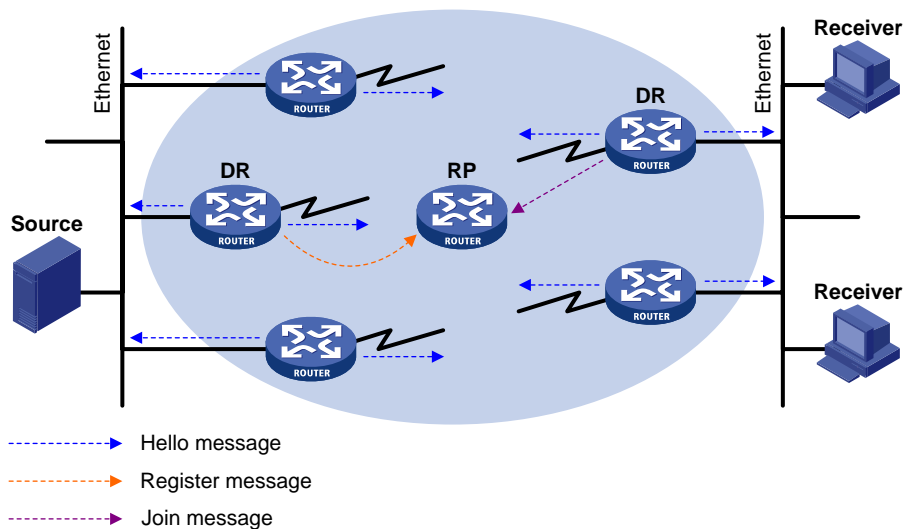 Ethernet
ROUTER
DR
ROUTER
Source
ROUTER
RP
ROUTER
Ethernet
Receiver
DR
ROUTER
ROUTER
Receiver
Hello message
Register message
Join message